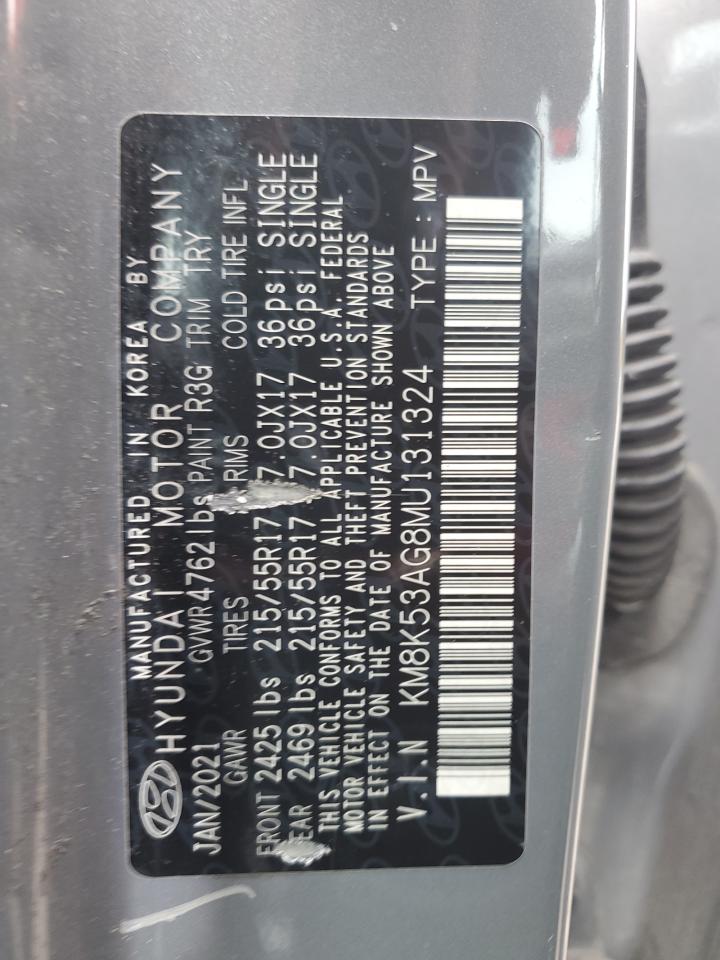 MANUFACTURED IN KOREA BY
HYUNDAI MOTOR COMPANY
JAN/2021 GVWR 4762 lbs PAINT R3G TRIM TRY
GAWR TIRES RIMS COLD TIRE INFL
FRONT 2425 lbs 215/55R17 7.0JX17 36psi SINGLE
REAR 2469 lbs 215/55R17 7.0JX17 36psi SINGLE
THIS VEHICLE CONFORMS TO ALL APPLICABLE U.S.A. FEDERAL
MOTOR VEHICLE SAFETY AND THEFT PREVENTION STANDARDS
IN EFFECT ON THE DATE OF MANUFACTURE SHOWN ABOVE
V.I.N KM8K53AG8MU131324 TYPE : MPV